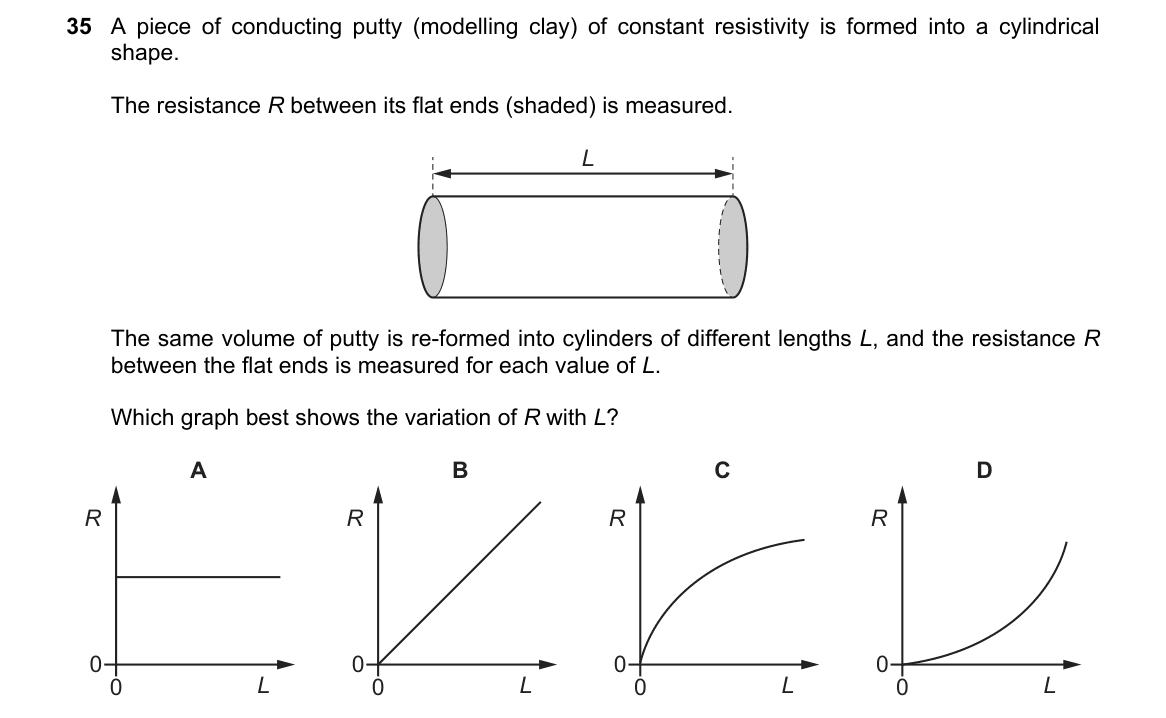 35 A piece of conducting putty (modelling clay) of constant resistivity is formed into a cylindrical
shape.
The resistance R between its flat ends (shaded) is measured.
L
The same volume of putty is re-formed into cylinders of different lengths L, and the resistance R
between the flat ends is measured for each value of L.
Which graph best shows the variation of R with L?
A B C D
R R R R
0 0 0 0
0 L 0 L 0 L 0 L